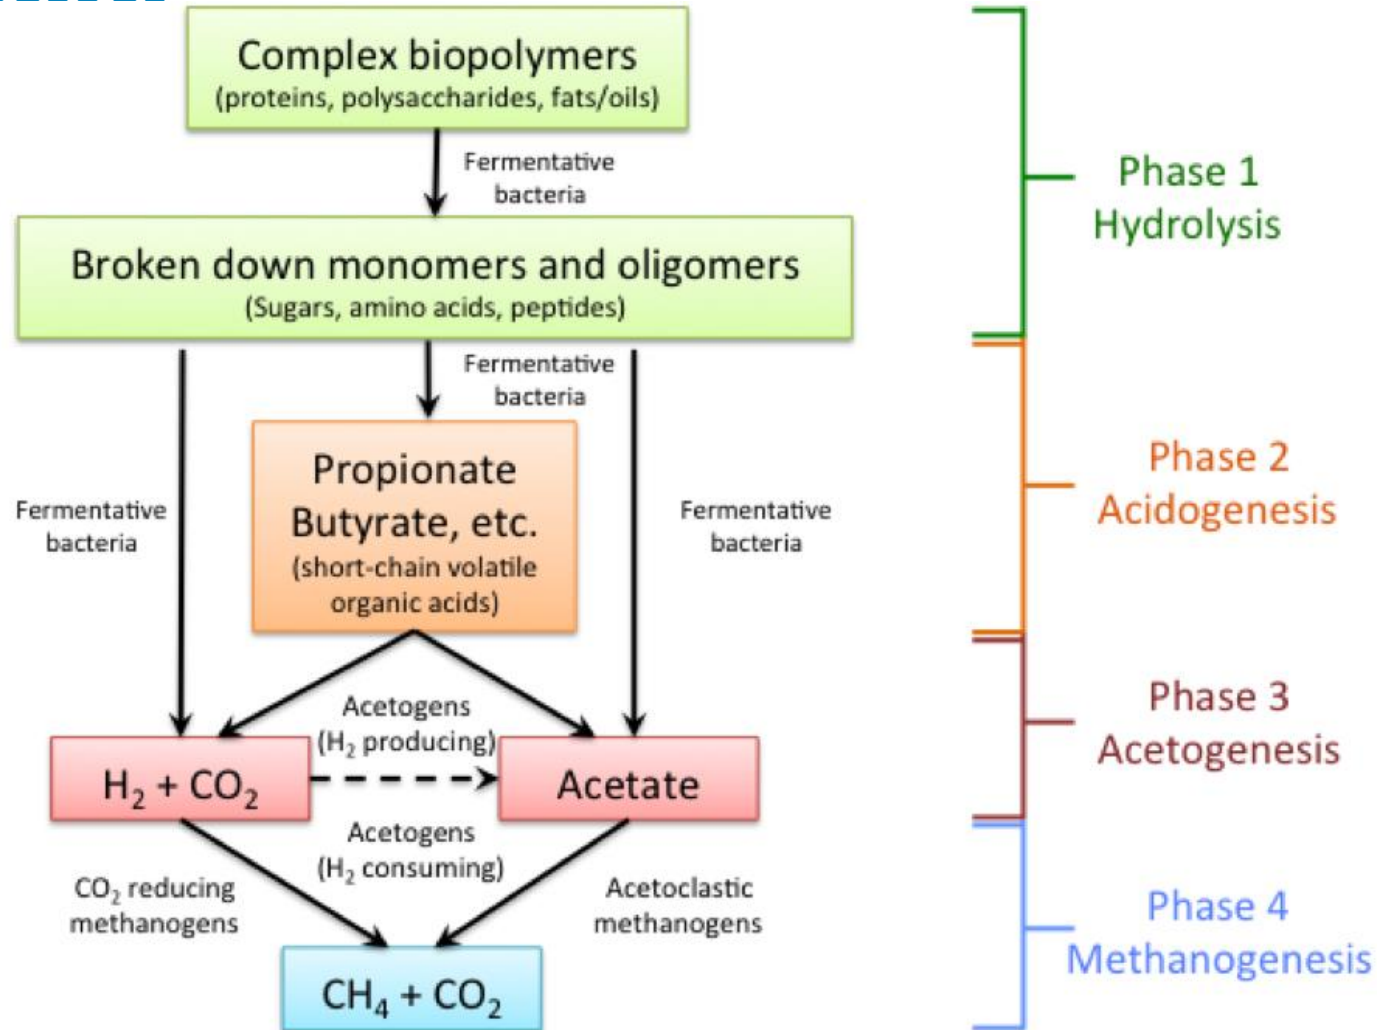 Complex biopolymers
(proteins, polysaccharides, fats/oils)
Fermentative
bacteria
Broken down monomers and oligomers
(Sugars, amino acids, peptides)
Fermentative
bacteria
Propionate
Butyrate, etc.
(short-chain volatile
organic acids)
Fermentative
bacteria
Fermentative
bacteria
Acetogens
(H₂ producing)
H₂ + CO₂
Acetate
Acetogens
(H₂ consuming)
CO₂ reducing
methanogens
Acetoclastic
methanogens
CH₄ + CO₂
Phase 1
Hydrolysis
Phase 2
Acidogenesis
Phase 3
Acetogenesis
Phase 4
Methanogenesis